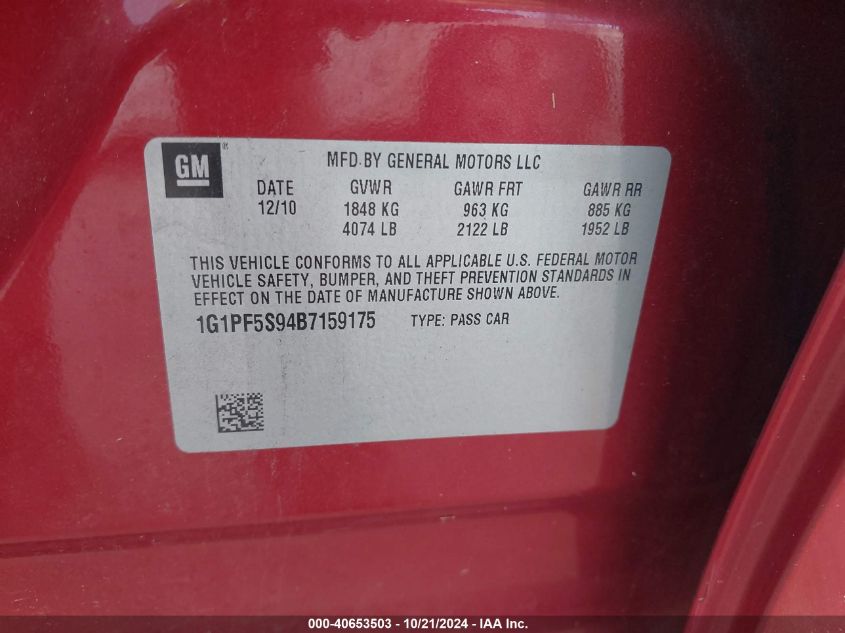 GM ® MFD BY GENERAL MOTORS LLC
DATE GVWR GAWR FRT GAWR RR
12/10 1848 KG 963 KG 885 KG
4074 LB 2122 LB 1952 LB
THIS VEHICLE CONFORMS TO ALL APPLICABLE U.S. FEDERAL MOTOR
VEHICLE SAFETY, BUMPER, AND THEFT PREVENTION STANDARDS IN
EFFECT ON THE DATE OF MANUFACTURE SHOWN ABOVE.
1G1PF5S94B7159175 TYPE: PASS CAR
000-40653503 - 10/21/2024 - IAA Inc.